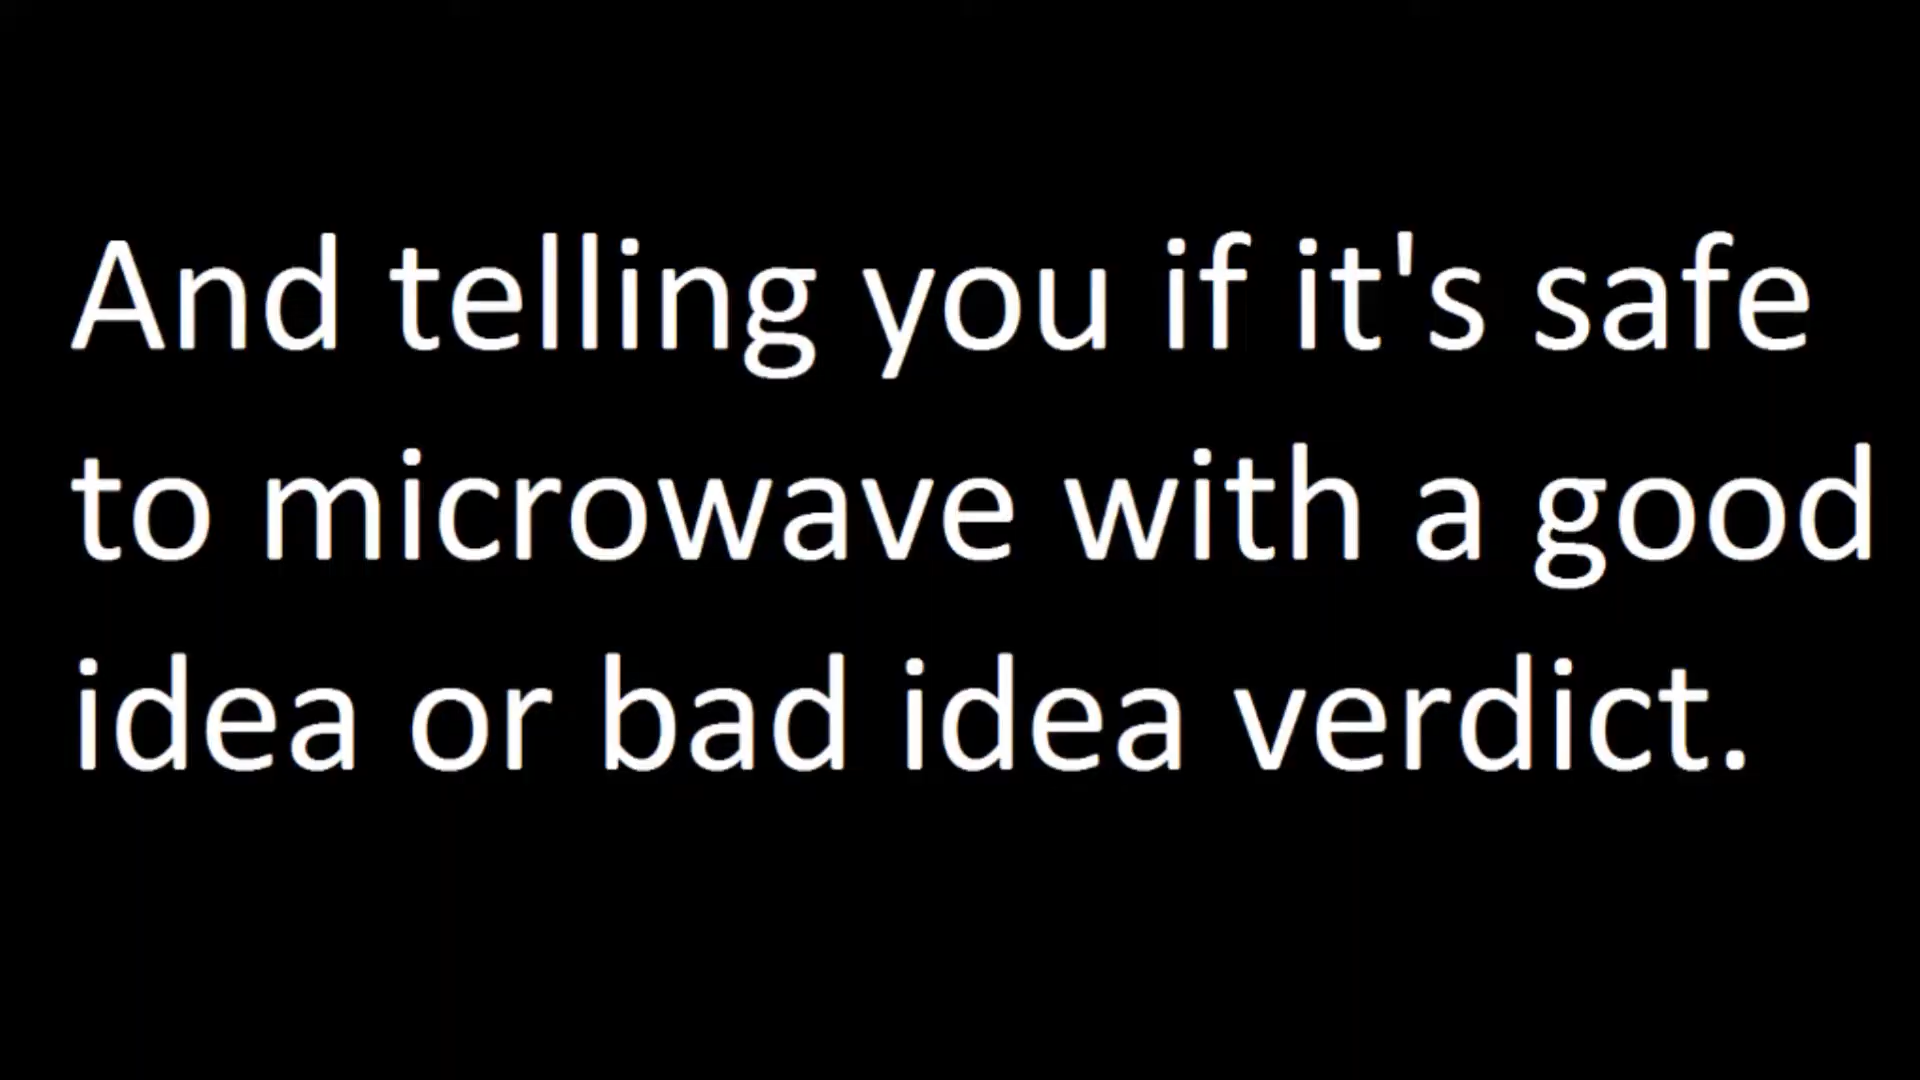 And telling you if it's safe
to microwave with a good
idea or bad idea verdict.